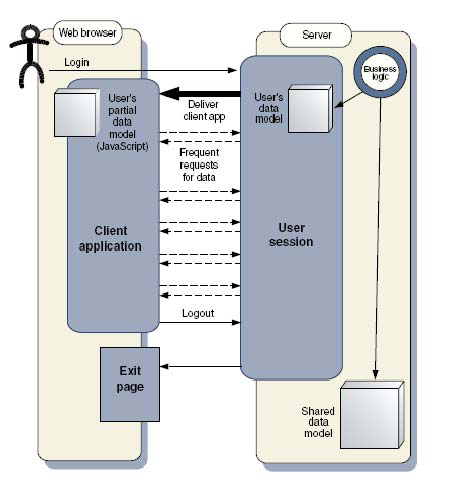 Web browser
Server
Login
Business
logic
User's
partial
data
model
(JavaScript)
Deliver
client app
User's
data
model
Frequent
requests
for data
Client
application
User
session
Logout
Exit
page
Shared
data
model